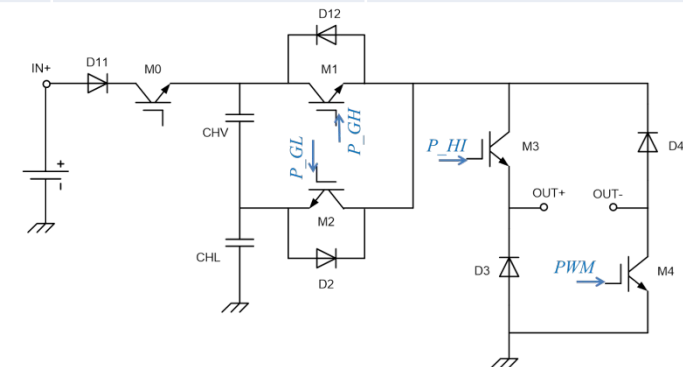 D12
D11
IN+
M0
M1
CHV
P_GH
P_GL
P_HI
M3
D4
M2
OUT+
OUT-
CHL
D2
D3
PWM
M4
+
-